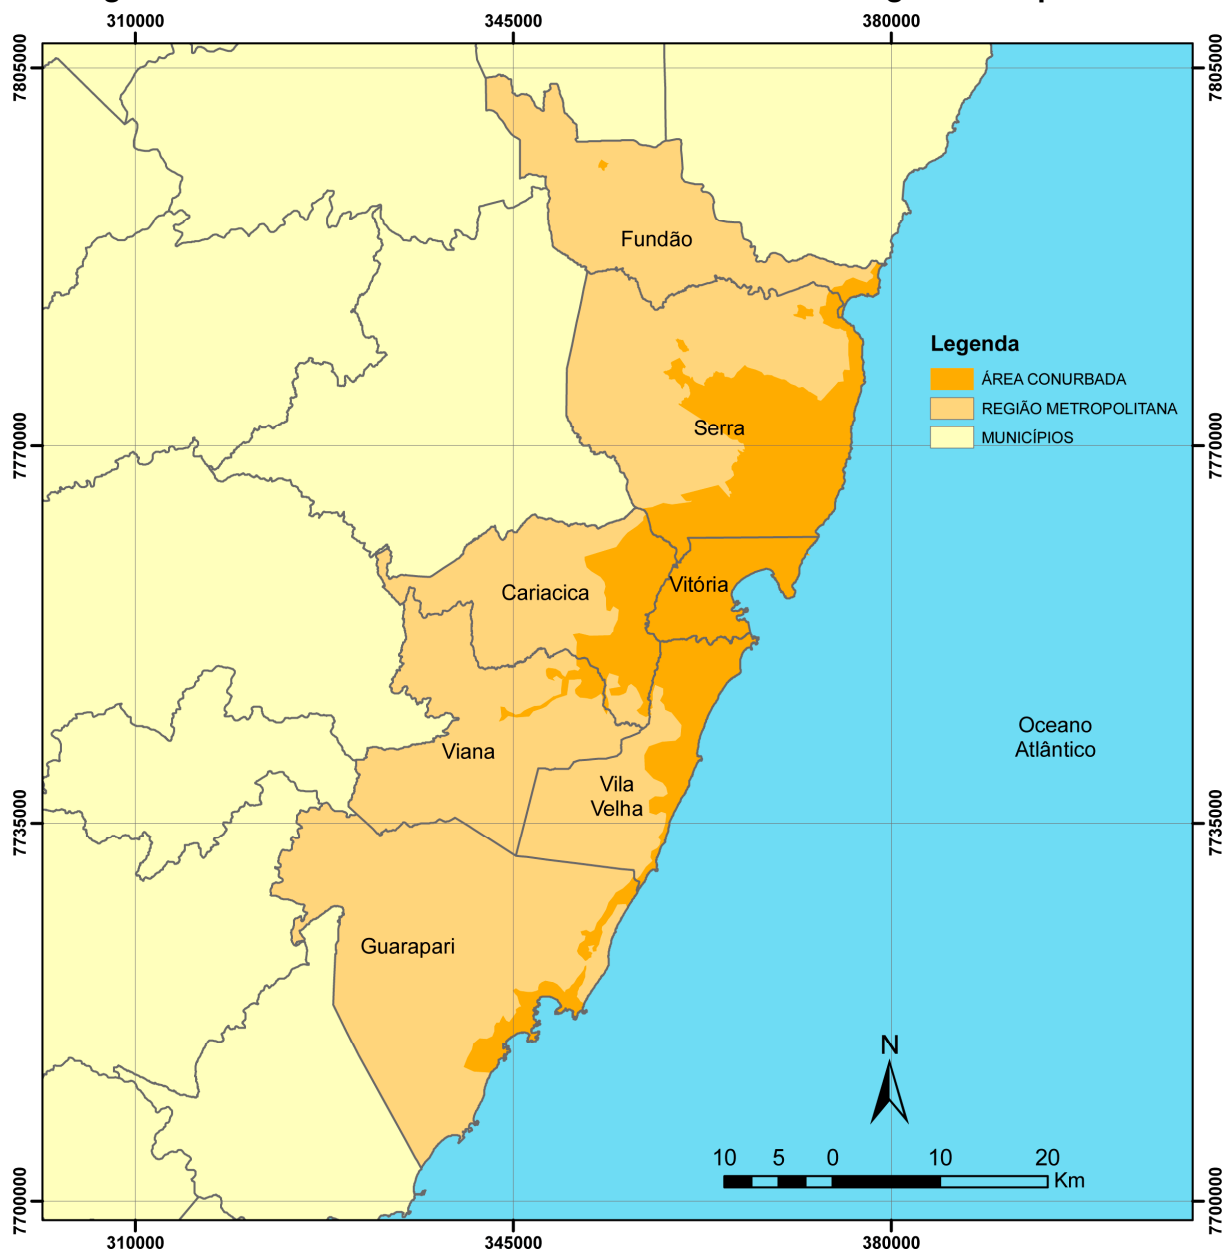 310000 345000 380000
7805000 7805000
Fundão
Legenda
ÁREA CONURBADA
REGIÃO METROPOLITANA
MUNICÍPIOS
Serra
7770000 7770000
Cariacica
Vitória
Oceano
Atlântico
Viana
Vila
Velha
7735000 7735000
Guarapari
N
10 5 0 10 20
Km
7700000 7700000
310000 345000 380000